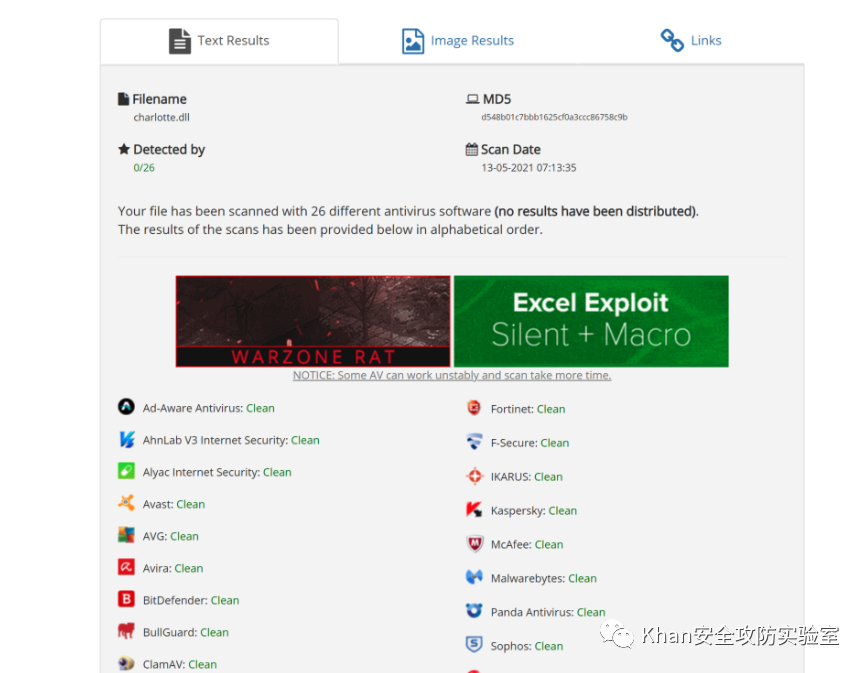 Text Results
Image Results
Links
Filename
charlotte.dll
MD5
d548b01c7bbb1625cf0a3ccc86758c9b
Detected by
0/26
Scan Date
13-05-2021 07:13:35
Your file has been scanned with 26 different antivirus software (no results have been distributed).
The results of the scans has been provided below in alphabetical order.
WARZONE RAT
Excel Exploit
Silent + Macro
NOTICE: Some AV can work unstably and scan take more time.
Ad-Aware Antivirus: Clean
AhnLab V3 Internet Security: Clean
Alyac Internet Security: Clean
Avast: Clean
AVG: Clean
Avira: Clean
BitDefender: Clean
BullGuard: Clean
ClamAV: Clean
Fortinet: Clean
F-Secure: Clean
IKARUS: Clean
Kaspersky: Clean
McAfee: Clean
Malwarebytes: Clean
Panda Antivirus: Clean
Sophos: Clean
Khan安全攻防实验室